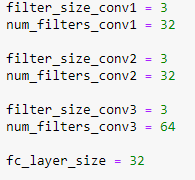 filter_size_conv1 = 3
num_filters_conv1 = 32
filter_size_conv2 = 3
num_filters_conv2 = 32
filter_size_conv3 = 3
num_filters_conv3 = 64
fc_layer_size = 32